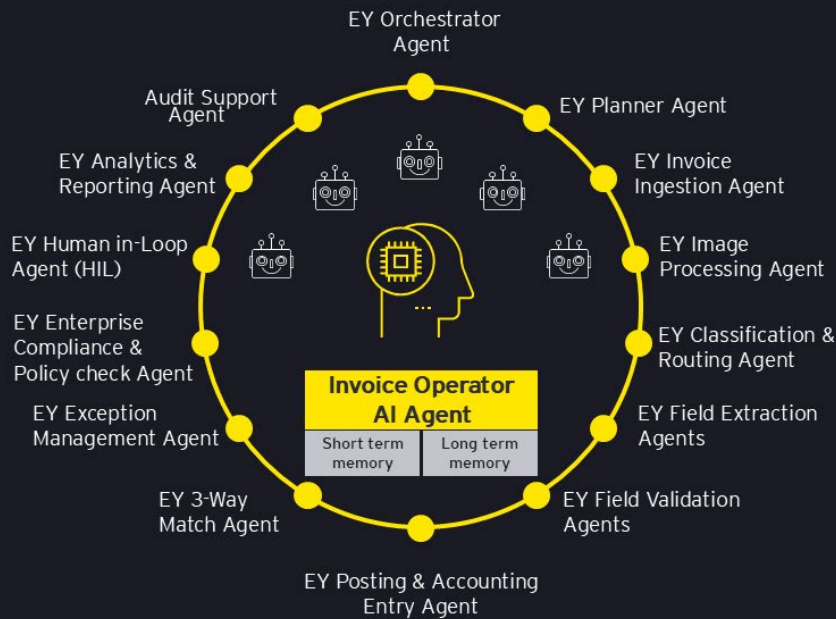 EY Orchestrator
Agent
EY Planner Agent
EY Invoice
Ingestion Agent
EY Image
Processing Agent
EY Classification &
Routing Agent
EY Field Extraction
Agents
EY Field Validation
Agents
EY Posting & Accounting
Entry Agent
EY 3-Way
Match Agent
EY Exception
Management Agent
EY Enterprise
Compliance &
Policy check Agent
EY Human in-Loop
Agent (HIL)
EY Analytics &
Reporting Agent
Audit Support
Agent
Invoice Operator
AI Agent
Short term
memory
Long term
memory